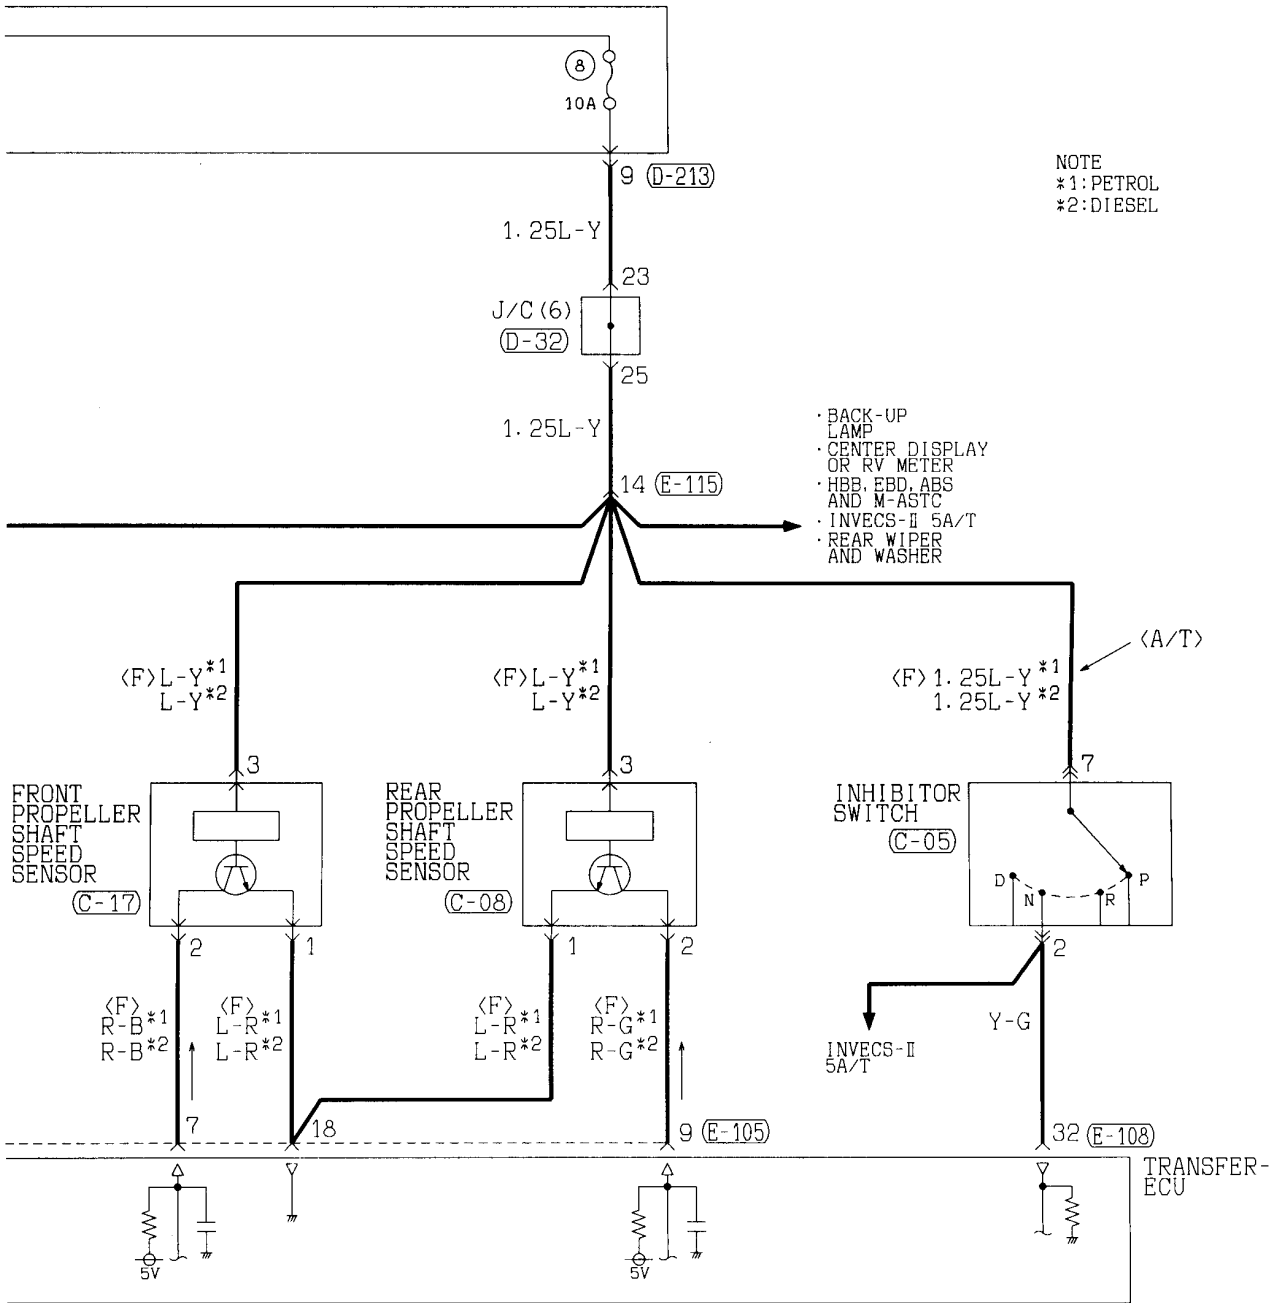 8
10A
9 (D-213)
NOTE
*1:PETROL
*2:DIESEL
1.25L-Y
23
J/C(6)
(D-32)
25
1.25L-Y
14 (E-115)
· BACK-UP
LAMP
· CENTER DISPLAY
OR RV METER
· HBB, EBD, ABS
AND M-ASTC
· INVECS-Ⅱ 5A/T
· REAR WIPER
AND WASHER
<A/T>
<F>L-Y*1
L-Y*2
<F>L-Y*1
L-Y*2
<F>1.25L-Y*1
1.25L-Y*2
3
3
7
FRONT
PROPELLER
SHAFT
SPEED
SENSOR
(C-17)
REAR
PROPELLER
SHAFT
SPEED
SENSOR
(C-08)
INHIBITOR
SWITCH
(C-05)
D
N
R
P
2
1
1
2
2
<F>
R-B*1
R-B*2
<F>
L-R*1
L-R*2
<F>
L-R*1
L-R*2
<F>
R-G*1
R-G*2
Y-G
INVECS-Ⅱ
5A/T
7
18
9 (E-105)
32 (E-108)
TRANSFER-
ECU
5V
5V